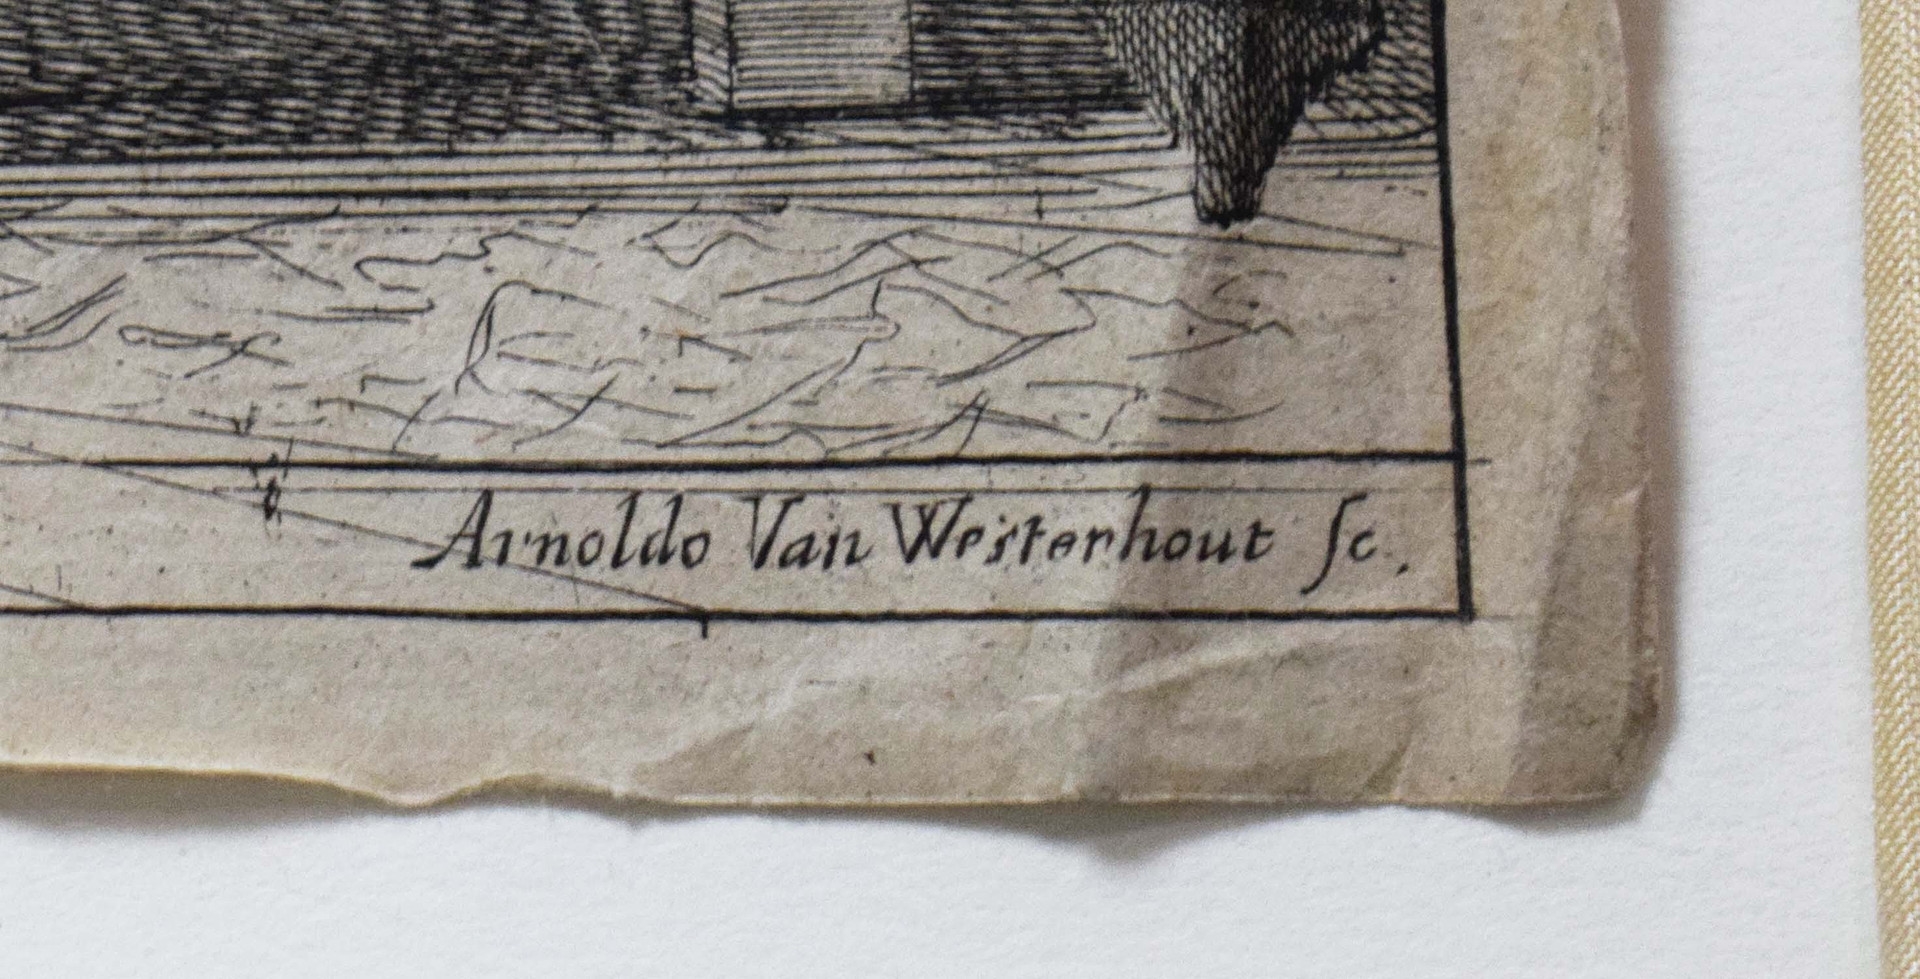 Arnoldo Van Westerhout ſc.